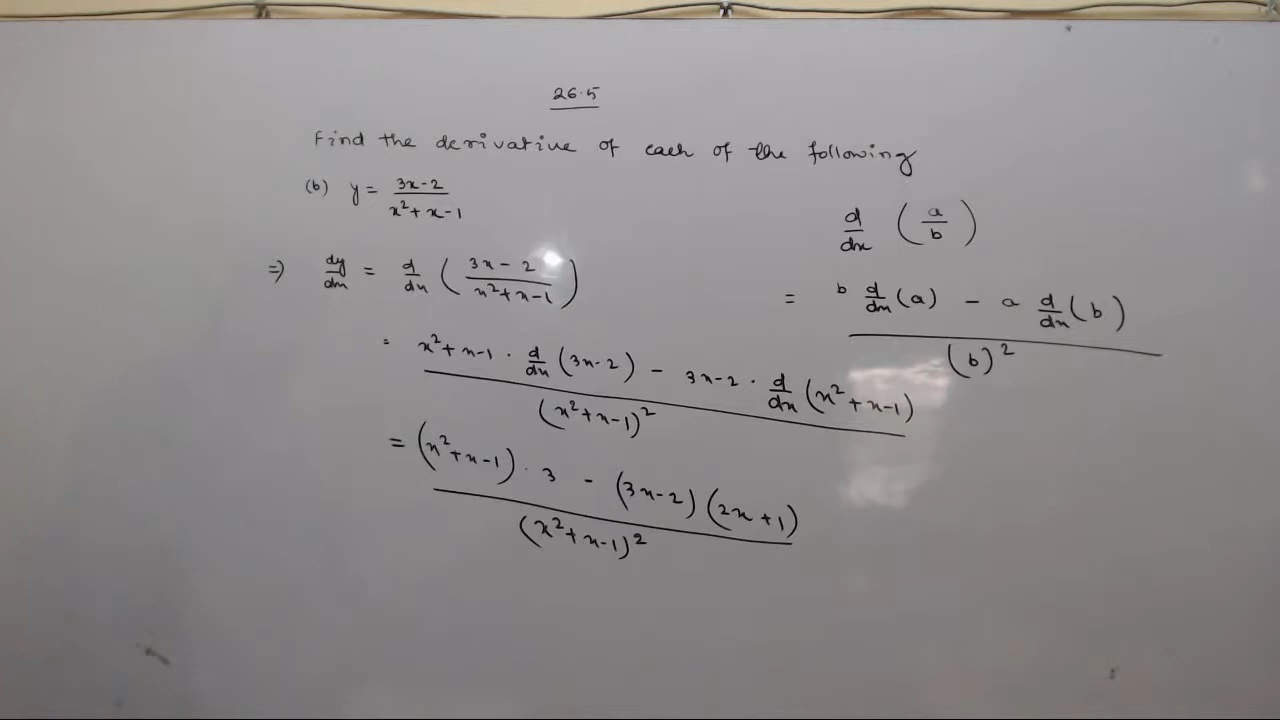 26.5
Find the derivative of each of the following
(b) y = (3x-2)/(x²+x-1)
d/dx (a/b)
= (b d/dx (a) - a d/dx (b))/(b)²
⇒ dy/dx = d/dx ((3x-2)/(x²+x-1))
= (x²+x-1 · d/dx (3x-2) - 3x-2 · d/dx (x²+x-1))/(x²+x-1)²
= ((x²+x-1) · 3 - (3x-2)(2x+1))/(x²+x-1)²